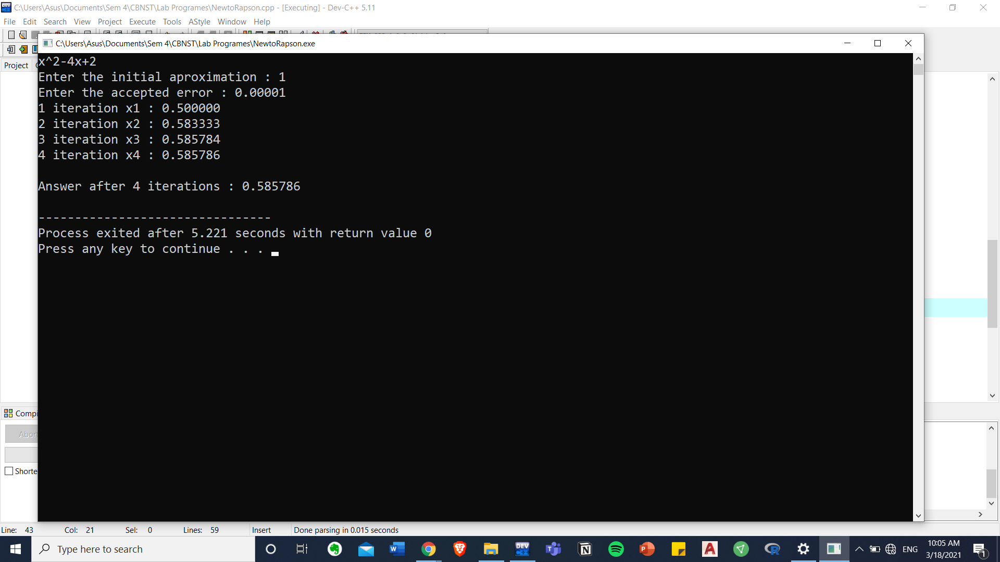 C:\Users\Asus\Documents\Sem 4\CBNST\Lab Programes\NewtoRapson.cpp - [Executing] - Dev-C++ 5.11
File Edit Search View Project Execute Tools AStyle Window Help
C:\Users\Asus\Documents\Sem 4\CBNST\Lab Programes\NewtoRapson.exe
Project
x^2-4x+2
Enter the initial aproximation : 1
Enter the accepted error : 0.00001
1 iteration x1 : 0.500000
2 iteration x2 : 0.583333
3 iteration x3 : 0.585784
4 iteration x4 : 0.585786
Answer after 4 iterations : 0.585786
--------------------------------
Process exited after 5.221 seconds with return value 0
Press any key to continue . . .
Compi
Abor
Shorte
Line: 43 Col: 21 Sel: 0 Lines: 59 Insert Done parsing in 0.015 seconds
Type here to search
ENG
10:05 AM
3/18/2021
1